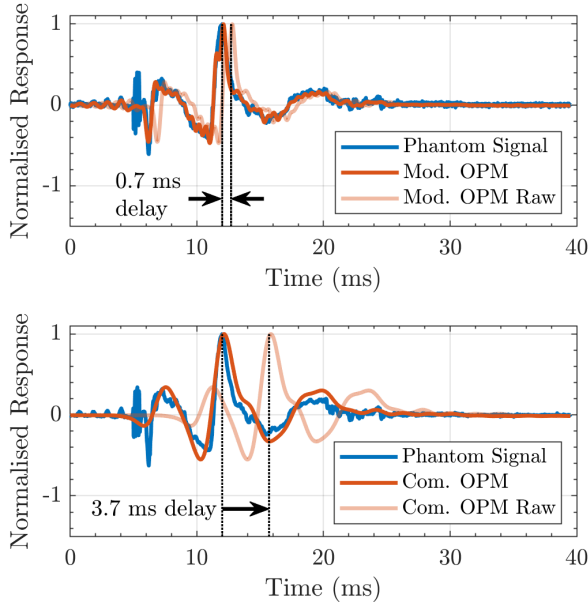 Normalised Response
1
0
-1
0.7 ms
delay
Phantom Signal
Mod. OPM
Mod. OPM Raw
0 10 20 30 40
Time (ms)
Normalised Response
1
0
-1
3.7 ms delay
Phantom Signal
Com. OPM
Com. OPM Raw
0 10 20 30 40
Time (ms)